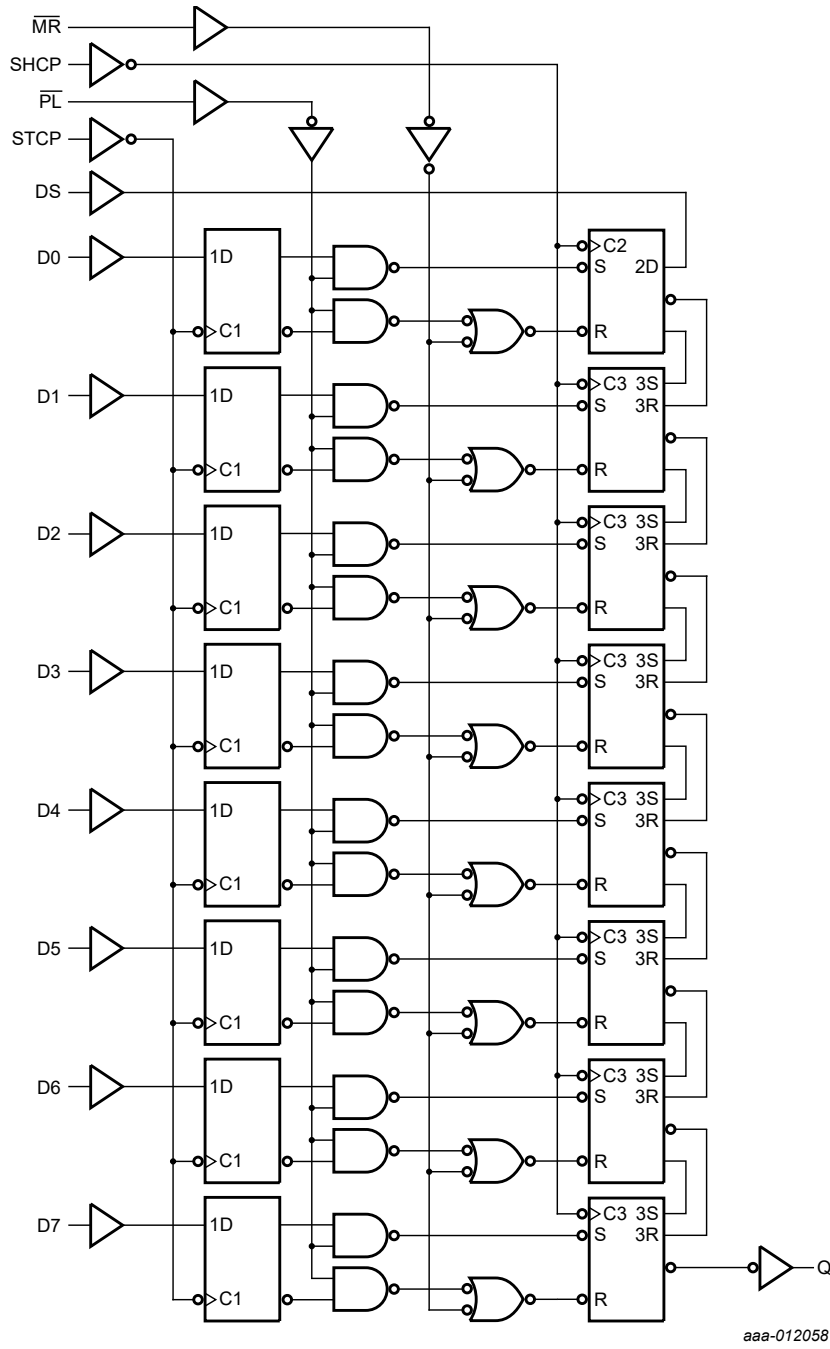 M̅R̅
SHCP
P̅L̅
STCP
DS
D0 1D C2
S 2D
C1 R
D1 1D C3 3S
S 3R
C1 R
D2 1D C3 3S
S 3R
C1 R
D3 1D C3 3S
S 3R
C1 R
D4 1D C3 3S
S 3R
C1 R
D5 1D C3 3S
S 3R
C1 R
D6 1D C3 3S
S 3R
C1 R
D7 1D C3 3S
S 3R
Q
C1 R
aaa-012058